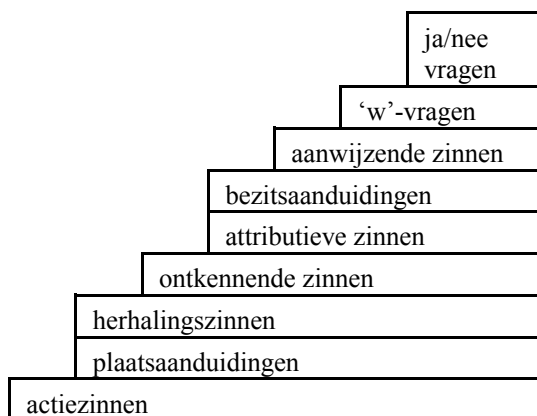 ja/nee
vragen
‘w’-vragen
aanwijzende zinnen
bezitsaanduidingen
attributieve zinnen
ontkennende zinnen
herhalingszinnen
plaatsaanduidingen
actiezinnen